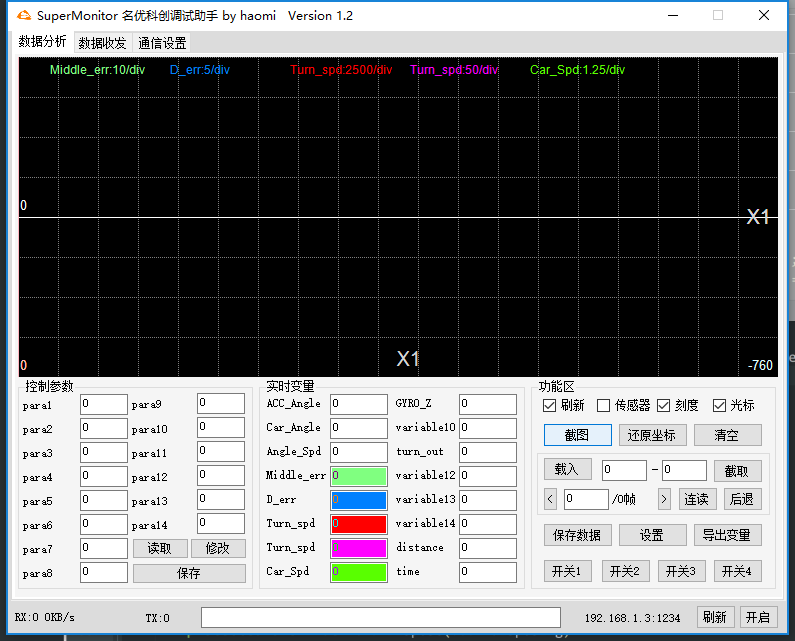 SuperMonitor 名优科创调试助手 by haomi Version 1.2
数据分析 数据收发 通信设置
Middle_err:10/div D_err:5/div Turn_spd:2500/div Turn_spd:50/div Car_Spd:1.25/div
0
X1
X1
0 -760
控制参数
para1 0 para9 0
para2 0 para10 0
para3 0 para11 0
para4 0 para12 0
para5 0 para13 0
para6 0 para14 0
para7 0 读取 修改
para8 0 保存
实时变量
ACC_Angle 0 GYRO_Z 0
Car_Angle 0 variable10 0
Angle_Spd 0 turn_out 0
Middle_err 0 variable12 0
D_err 0 variable13 0
Turn_spd 0 variable14 0
Turn_spd 0 distance 0
Car_Spd 0 time 0
功能区
刷新 传感器 刻度 光标
截图 还原坐标 清空
载入 0 -0 截取
< 0 /0帧 > 连读 后退
保存数据 设置 导出变量
开关1 开关2 开关3 开关4
RX:0 0KB/s TX:0 192.168.1.3:1234 刷新 开启